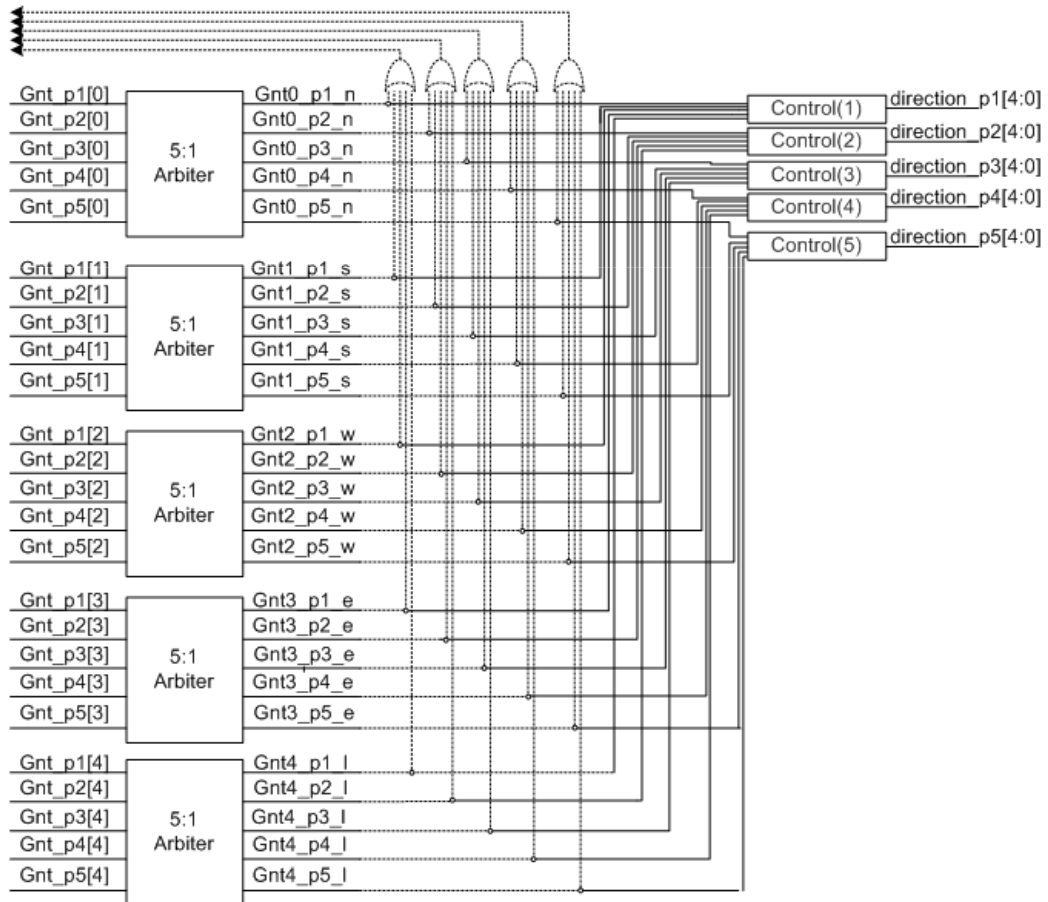 Gnt_p1[0] Gnt0_p1_n Control(1) direction_p1[4:0]
Gnt_p2[0] Gnt0_p2_n Control(2) direction_p2[4:0]
Gnt_p3[0] 5:1 Gnt0_p3_n Control(3) direction_p3[4:0]
Gnt_p4[0] Arbiter Gnt0_p4_n Control(4) direction_p4[4:0]
Gnt_p5[0] Gnt0_p5_n Control(5) direction_p5[4:0]
Gnt_p1[1] Gnt1_p1_s
Gnt_p2[1] Gnt1_p2_s
Gnt_p3[1] 5:1 Gnt1_p3_s
Gnt_p4[1] Arbiter Gnt1_p4_s
Gnt_p5[1] Gnt1_p5_s
Gnt_p1[2] Gnt2_p1_w
Gnt_p2[2] Gnt2_p2_w
Gnt_p3[2] 5:1 Gnt2_p3_w
Gnt_p4[2] Arbiter Gnt2_p4_w
Gnt_p5[2] Gnt2_p5_w
Gnt_p1[3] Gnt3_p1_e
Gnt_p2[3] Gnt3_p2_e
Gnt_p3[3] 5:1 Gnt3_p3_e
Gnt_p4[3] Arbiter Gnt3_p4_e
Gnt_p5[3] Gnt3_p5_e
Gnt_p1[4] Gnt4_p1_l
Gnt_p2[4] Gnt4_p2_l
Gnt_p3[4] 5:1 Gnt4_p3_l
Gnt_p4[4] Arbiter Gnt4_p4_l
Gnt_p5[4] Gnt4_p5_l